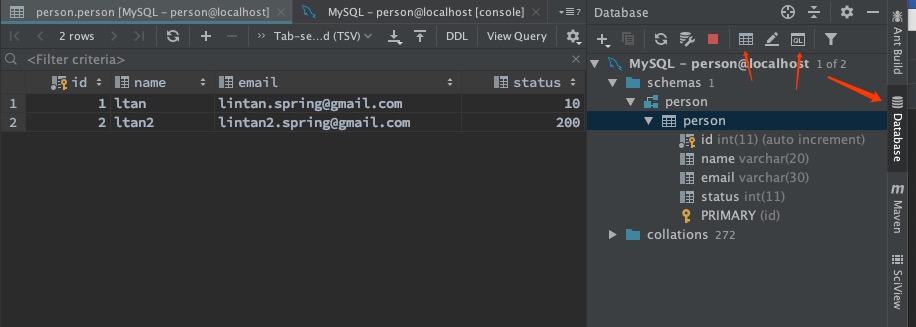 person.person [MySQL – person@localhost]
MySQL – person@localhost [console]
7
2 rows
Tab-se...d (TSV)
DDL
View Query
<Filter criteria>
id name email status
1 1 ltan lintan.spring@gmail.com 10
2 2 ltan2 lintan2.spring@gmail.com 200
Database
QL
MySQL – person@localhost 1 of 2
schemas 1
person
person
id int(11) (auto increment)
name varchar(20)
email varchar(30)
status int(11)
PRIMARY (id)
collations 272
Ant Build
Database
m Maven
SciView